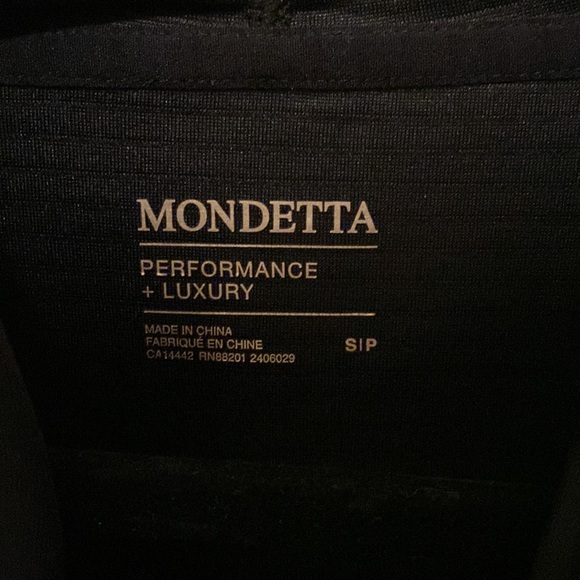 MONDETTA
PERFORMANCE
+ LUXURY
MADE IN CHINA
FABRIQUÉ EN CHINE
CA14442 RN88201 2406029
S|P